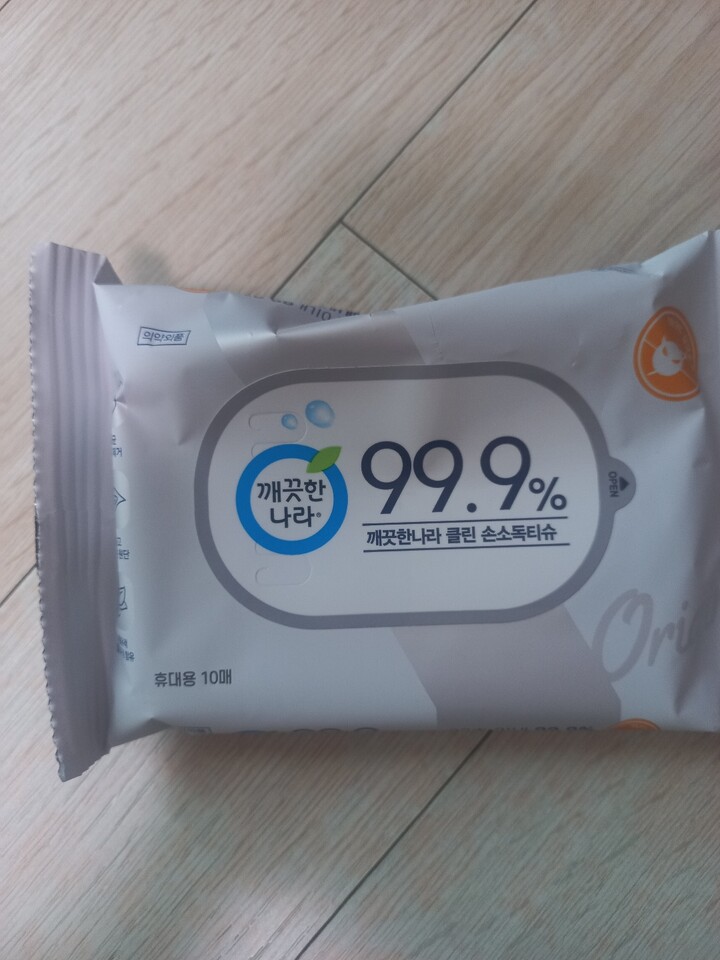 의약외품
깨끗한
나라
99.9%
깨끗한나라 클린 손소독티슈
OPEN
휴대용 10매